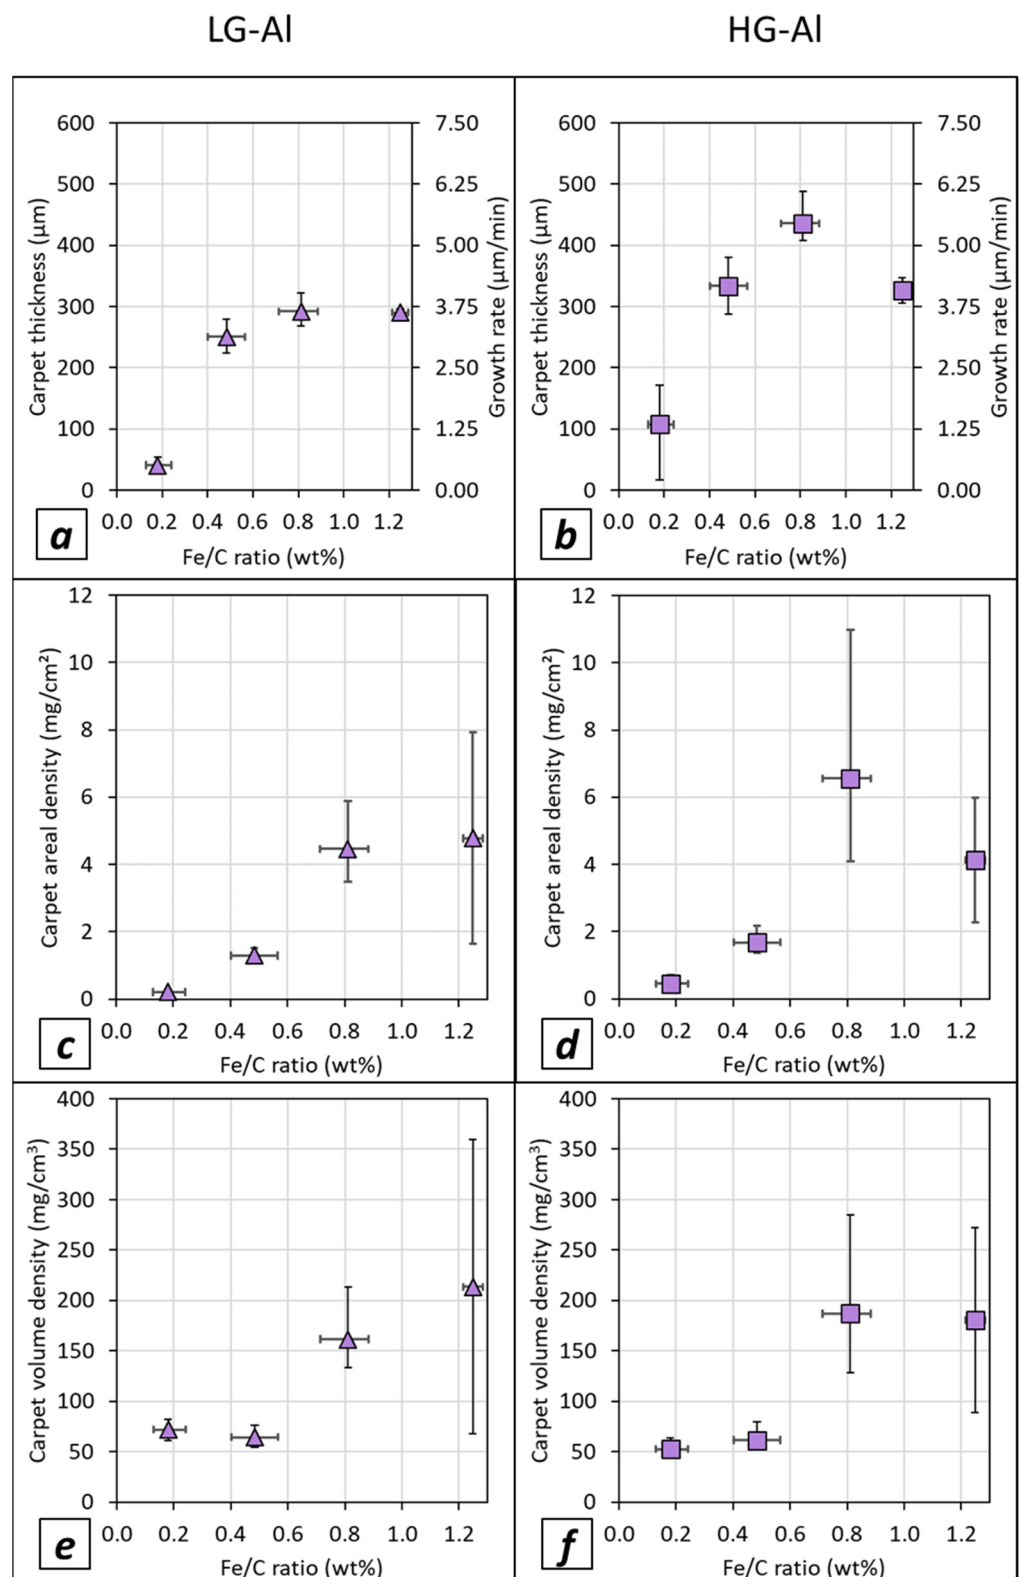 LG-Al
HG-Al
600 7.50
500 6.25
400 5.00
300 3.75
200 2.50
100 1.25
0 0.00
Carpet thickness (µm)
Growth rate (µm/min)
0.0 0.2 0.4 0.6 0.8 1.0 1.2
a
Fe/C ratio (wt%)
600 7.50
500 6.25
400 5.00
300 3.75
200 2.50
100 1.25
0 0.00
Carpet thickness (µm)
Growth rate (µm/min)
0.0 0.2 0.4 0.6 0.8 1.0 1.2
b
Fe/C ratio (wt%)
12
10
8
6
4
2
0
Carpet areal density (mg/cm²)
0.0 0.2 0.4 0.6 0.8 1.0 1.2
c
Fe/C ratio (wt%)
12
10
8
6
4
2
0
Carpet areal density (mg/cm²)
0.0 0.2 0.4 0.6 0.8 1.0 1.2
d
Fe/C ratio (wt%)
400
350
300
250
200
150
100
50
0
Carpet volume density (mg/cm³)
0.0 0.2 0.4 0.6 0.8 1.0 1.2
e
Fe/C ratio (wt%)
400
350
300
250
200
150
100
50
0
Carpet volume density (mg/cm³)
0.0 0.2 0.4 0.6 0.8 1.0 1.2
f
Fe/C ratio (wt%)